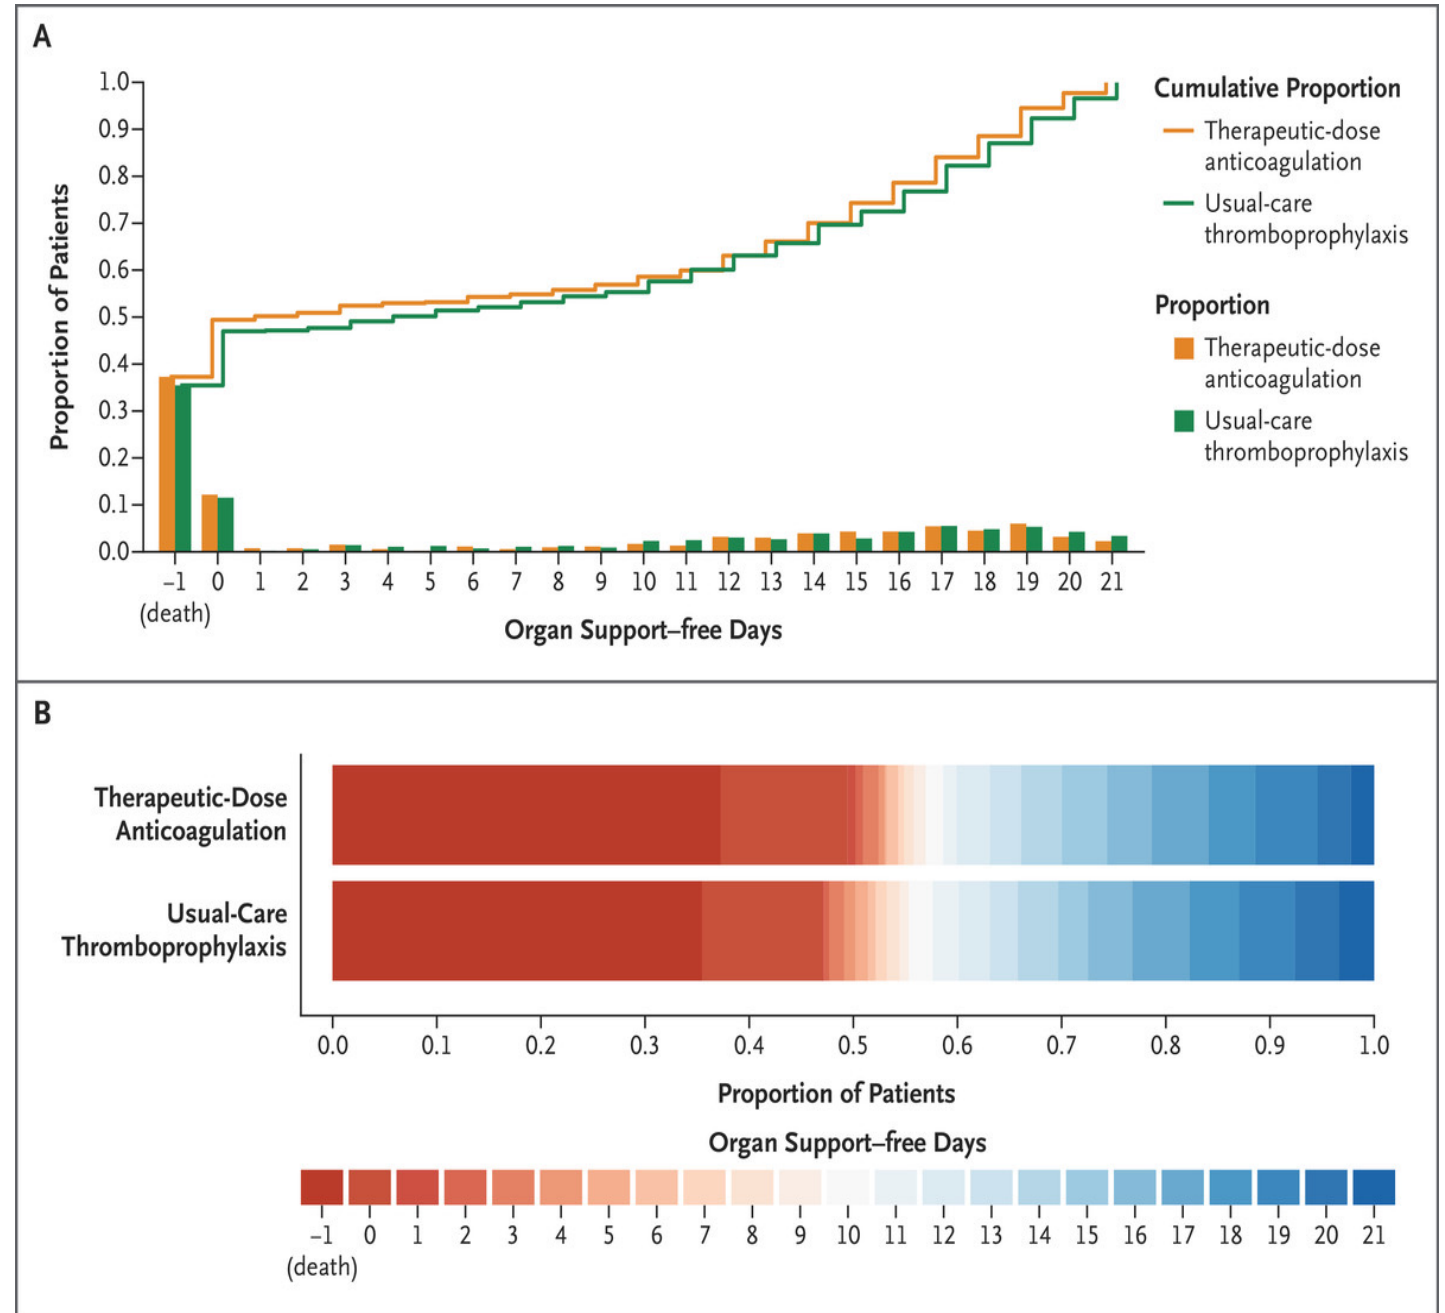 A
1.0
0.9
0.8
0.7
0.6
0.5
0.4
0.3
0.2
0.1
0.0
Proportion of Patients
–1 0 1 2 3 4 5 6 7 8 9 10 11 12 13 14 15 16 17 18 19 20 21
(death)
Organ Support–free Days
Cumulative Proportion
Therapeutic-dose
anticoagulation
Usual-care
thromboprophylaxis
Proportion
Therapeutic-dose
anticoagulation
Usual-care
thromboprophylaxis
B
Therapeutic-Dose
Anticoagulation
Usual-Care
Thromboprophylaxis
0.0 0.1 0.2 0.3 0.4 0.5 0.6 0.7 0.8 0.9 1.0
Proportion of Patients
Organ Support–free Days
–1 0 1 2 3 4 5 6 7 8 9 10 11 12 13 14 15 16 17 18 19 20 21
(death)